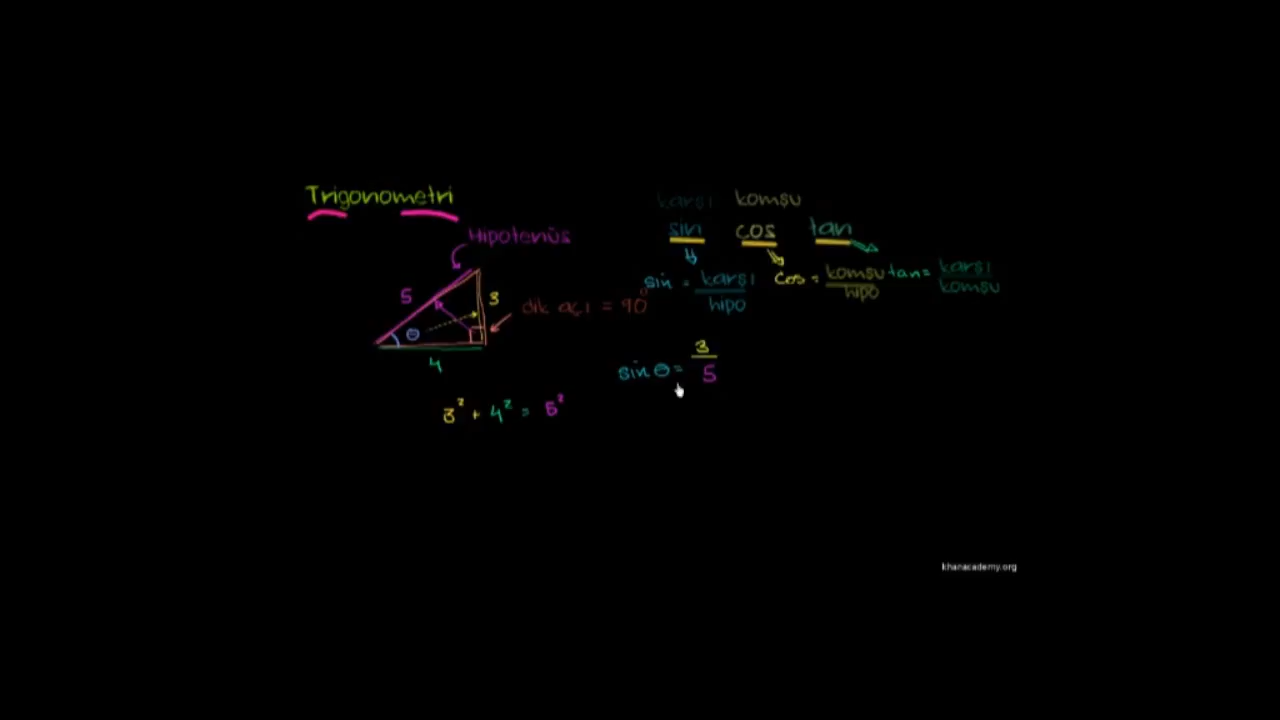 Trigonometri
Hipotenüs
5
3
θ
4
dik açı = 90°
3² + 4² = 5²
karşı komşu
sin cos tan
sin = karşı/hipo cos = komşu/hipo tan = karşı/komşu
sin θ = 3/5
khanacademy.org